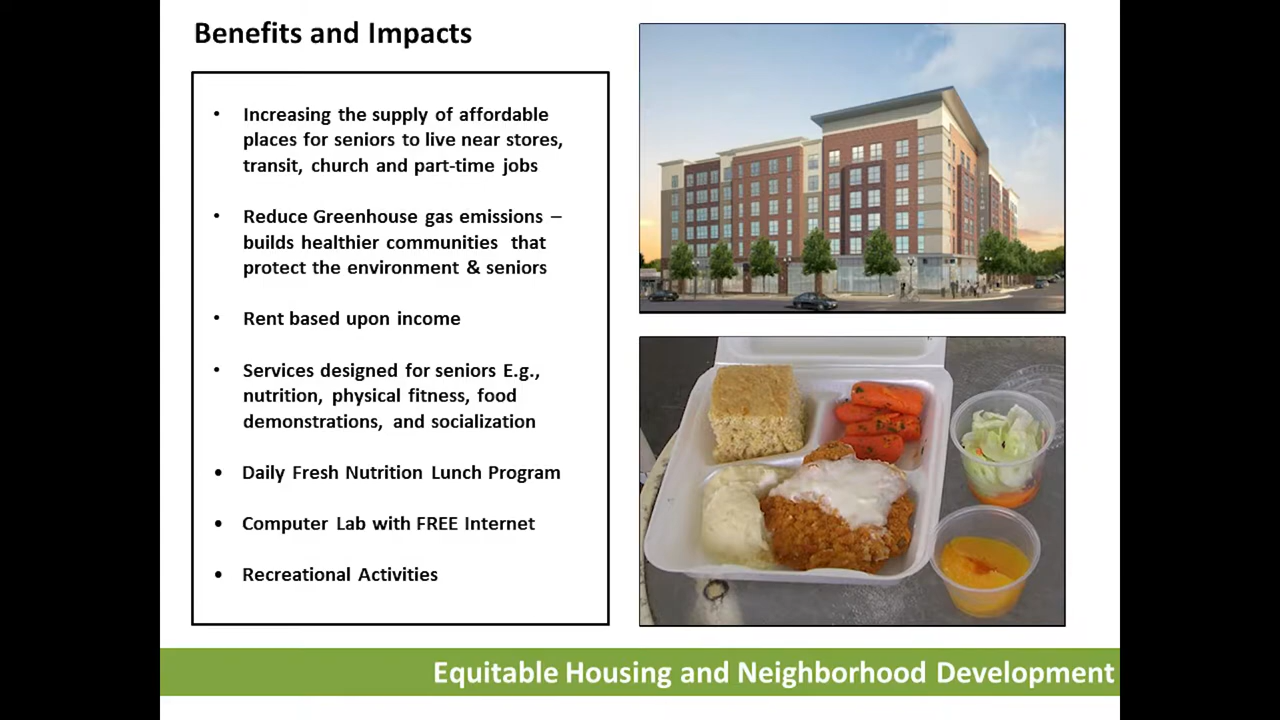 Benefits and Impacts
• Increasing the supply of affordable
places for seniors to live near stores,
transit, church and part-time jobs
• Reduce Greenhouse gas emissions –
builds healthier communities that
protect the environment & seniors
• Rent based upon income
• Services designed for seniors E.g.,
nutrition, physical fitness, food
demonstrations, and socialization
• Daily Fresh Nutrition Lunch Program
• Computer Lab with FREE Internet
• Recreational Activities
Equitable Housing and Neighborhood Development